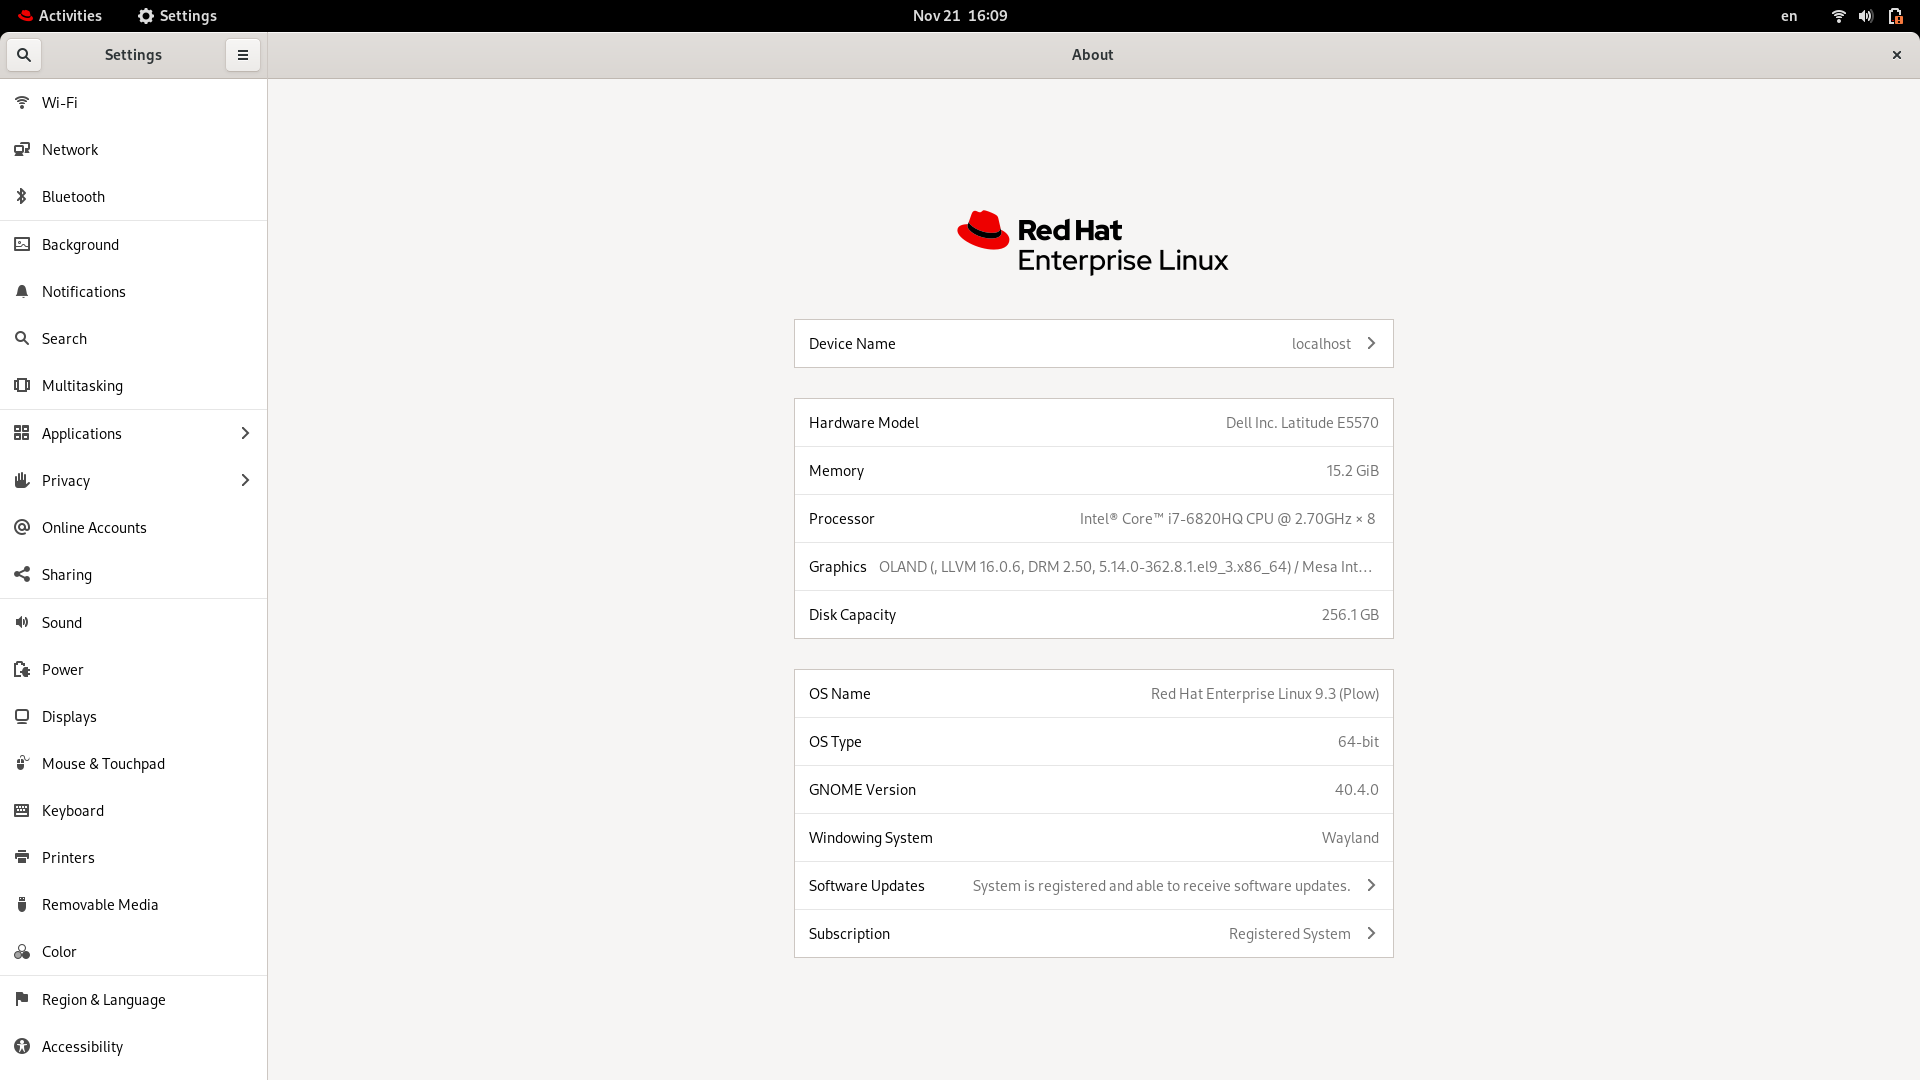 Activities Settings Nov 21 16:09 en
Settings About
Wi-Fi
Network
Bluetooth
Background
Notifications
Search
Multitasking
Applications
Privacy
Online Accounts
Sharing
Sound
Power
Displays
Mouse & Touchpad
Keyboard
Printers
Removable Media
Color
Region & Language
Accessibility
Red Hat
Enterprise Linux
Device Name localhost
Hardware Model Dell Inc. Latitude E5570
Memory 15.2 GiB
Processor Intel® Core™ i7-6820HQ CPU @ 2.70GHz × 8
Graphics OLAND (, LLVM 16.0.6, DRM 2.50, 5.14.0-362.8.1.el9_3.x86_64) / Mesa Int…
Disk Capacity 256.1 GB
OS Name Red Hat Enterprise Linux 9.3 (Plow)
OS Type 64-bit
GNOME Version 40.4.0
Windowing System Wayland
Software Updates System is registered and able to receive software updates.
Subscription Registered System